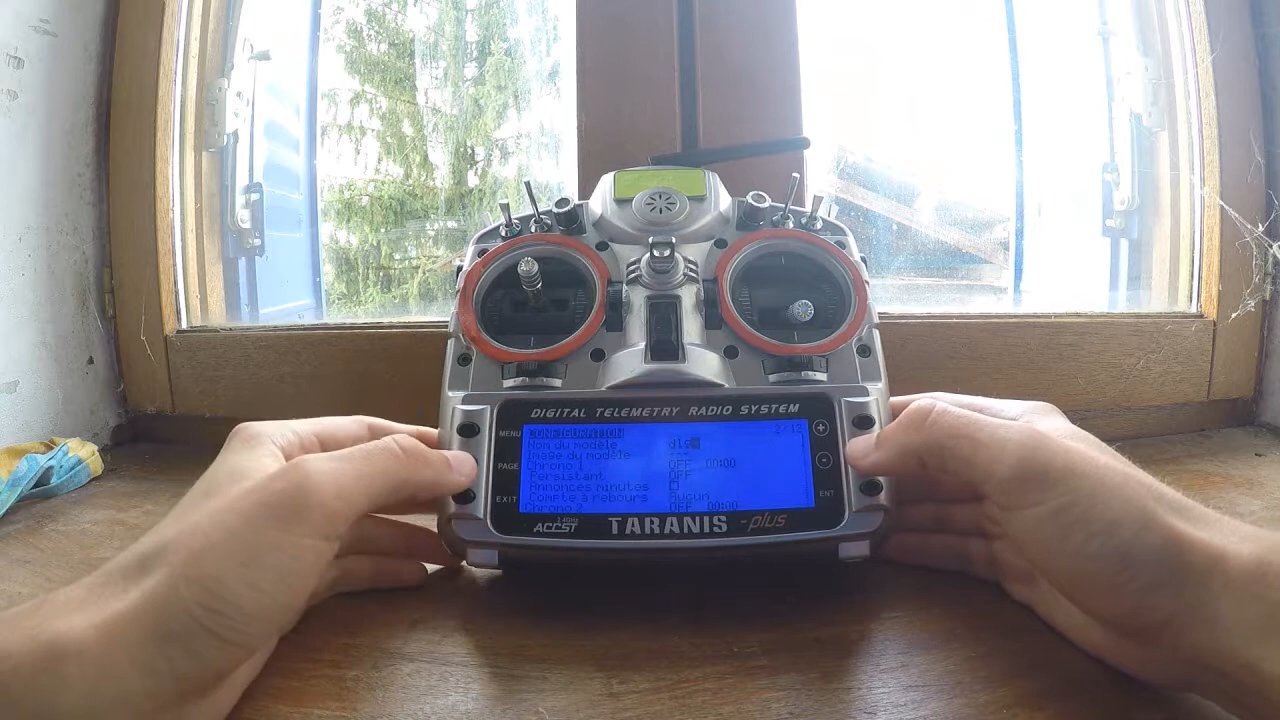 DIGITAL TELEMETRY RADIO SYSTEM
MENU
PAGE
EXIT
CONFIGURATION 2/12
Nom du modèle
Image du modèle ---
Chrono 1 OFF 00:00
Persistant OFF
Annonces minutes
Compte à rebours Aucun
Chrono 2 OFF 00:00
+
-
ENT
ACCST
TARANIS -plus